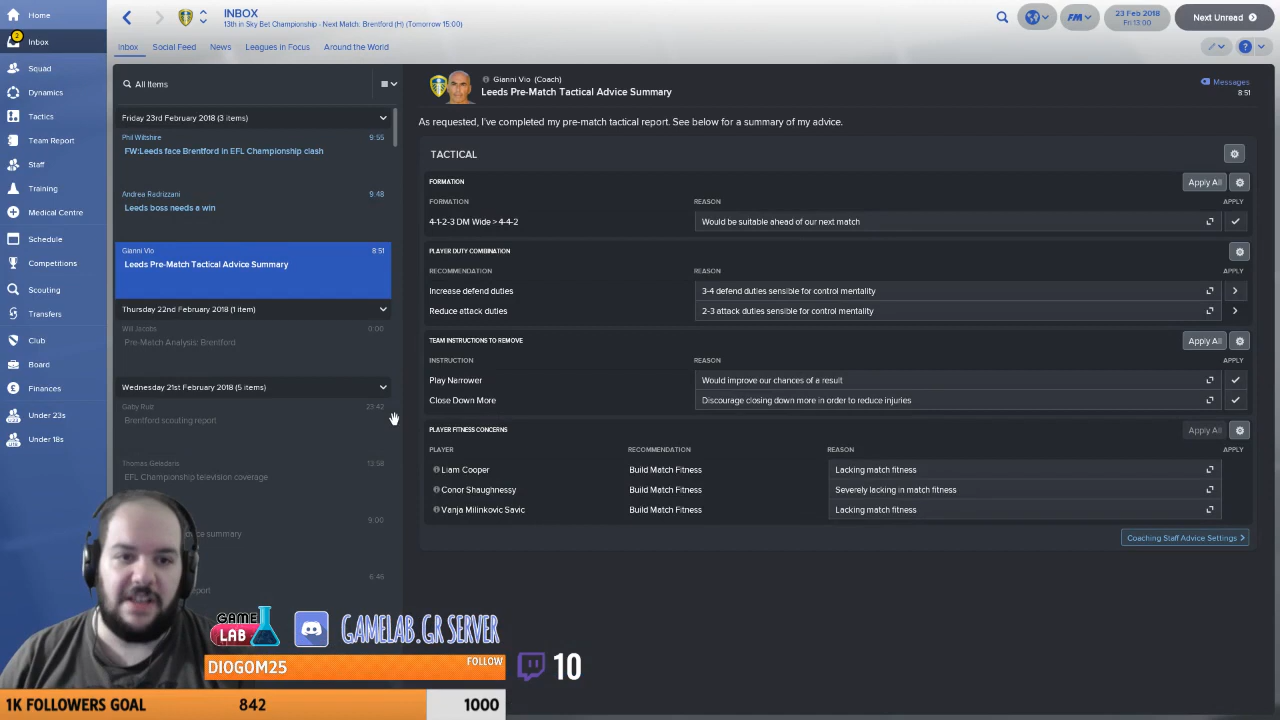 Home
2
Inbox
Squad
Dynamics
Tactics
Team Report
Staff
Training
Medical Centre
Schedule
Competitions
Scouting
Transfers
Club
Board
Finances
Under 23s
Under 18s
INBOX
13th in Sky Bet Championship - Next Match: Brentford (H) (Tomorrow 15:00)
FM
23 Feb 2018
Fri 13:00
Next Unread
Inbox Social Feed News Leagues in Focus Around the World
All Items
Friday 23rd February 2018 (3 items)
Phil Wiltshire 9:55
FW:Leeds face Brentford in EFL Championship clash
Andrea Radrizzani 9:48
Leeds boss needs a win
Gianni Vio 8:51
Leeds Pre-Match Tactical Advice Summary
Thursday 22nd February 2018 (1 item)
Will Jacobs 0:00
Pre-Match Analysis: Brentford
Wednesday 21st February 2018 (5 items)
Gaby Ruo 23:42
Brentford scouting report
Thomas Geladaris 13:58
EFL Championship television coverage
9:00
summary
6:46
Gianni Vio (Coach)
Leeds Pre-Match Tactical Advice Summary
Messages
8:51
As requested, I've completed my pre-match tactical report. See below for a summary of my advice.
TACTICAL
FORMATION Apply All
FORMATION REASON APPLY
4-1-2-3 DM Wide > 4-4-2 Would be suitable ahead of our next match
PLAYER DUTY COMBINATION
RECOMMENDATION REASON APPLY
Increase defend duties 3-4 defend duties sensible for control mentality
Reduce attack duties 2-3 attack duties sensible for control mentality
TEAM INSTRUCTIONS TO REMOVE Apply All
INSTRUCTION REASON APPLY
Play Narrower Would improve our chances of a result
Close Down More Discourage closing down more in order to reduce injuries
PLAYER FITNESS CONCERNS Apply All
PLAYER RECOMMENDATION REASON APPLY
Liam Cooper Build Match Fitness Lacking match fitness
Conor Shaughnessy Build Match Fitness Severely lacking in match fitness
Vanja Milinkovic Savic Build Match Fitness Lacking match fitness
Coaching Staff Advice Settings
GAME LAB
GAMELAB.GR SERVER
DIOGOM25 FOLLOW
10
1K FOLLOWERS GOAL 842 1000